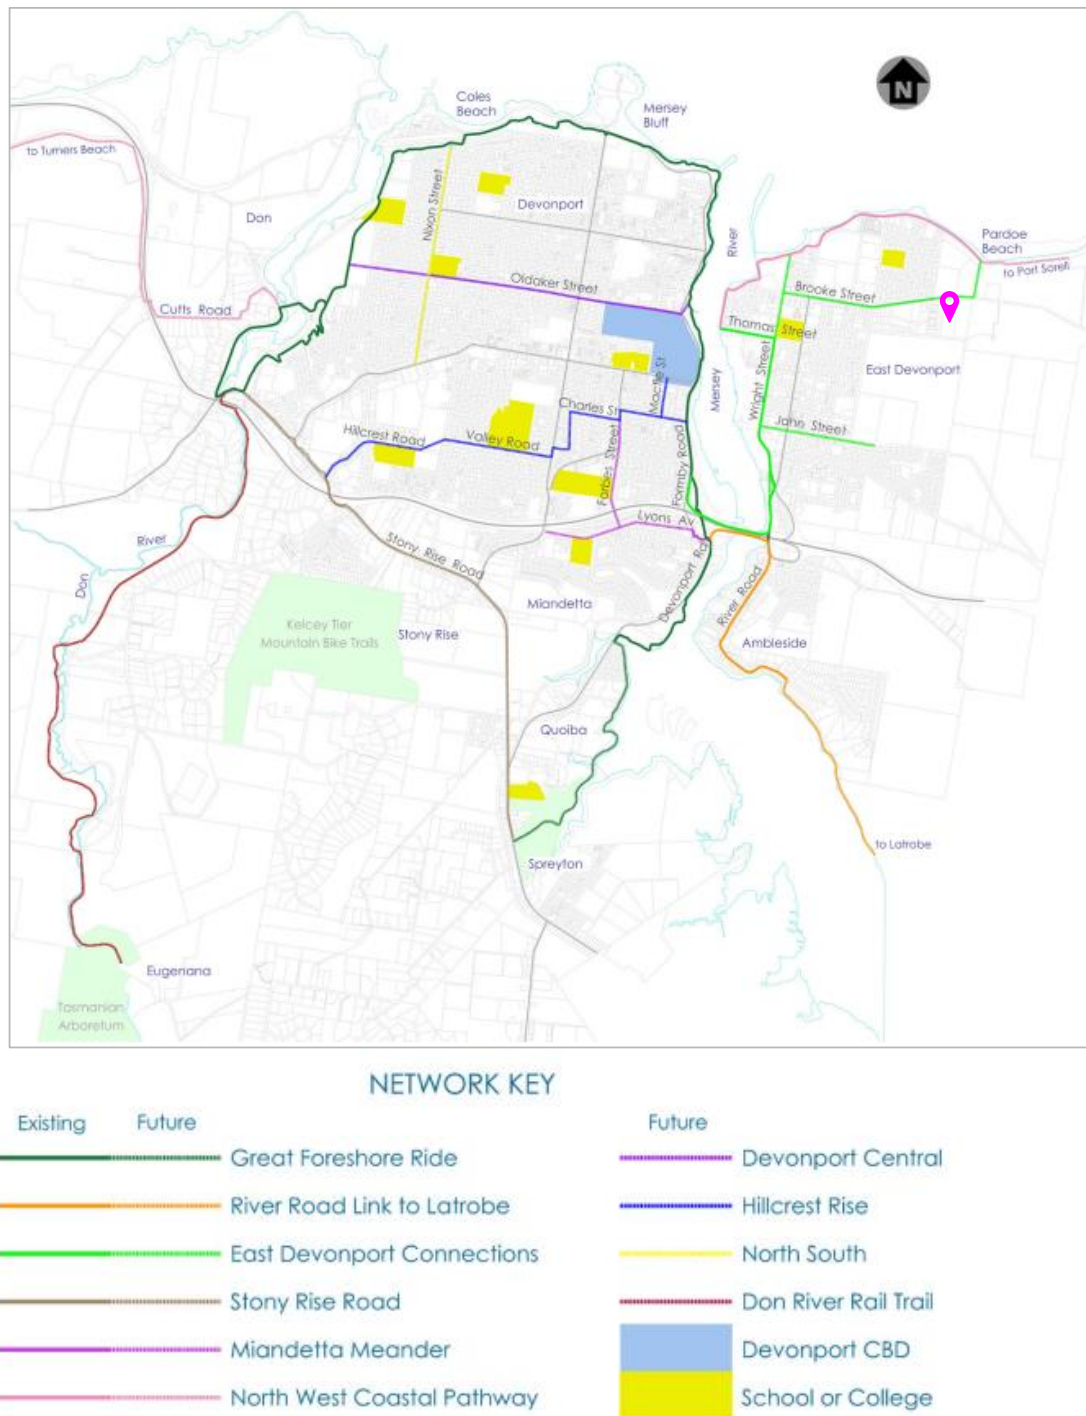 Coles
Beach
Mersey
Bluff
N
to Turners Beach
Nixon Street
Devonport
Don
River
Pardoe
Beach
to Port Sorell
Oldaker Street
Brooke Street
Cutts Road
Thomas Street
East Devonport
Mersey
Wright Street
Macfie St
Charles St
John Street
Hillcrest Road
Valley Road
Forbes Street
Formby Road
Lyons Av
Stony Rise Road
River
Don
Devonport Rd
River Road
Miandetta
Kelcey Tier
Mountain Bike Trails
Stony Rise
Ambleside
Quoiba
to Latrobe
Spreyton
Eugenana
Tasmanian
Arboretum
NETWORK KEY
Existing Future Future
Great Foreshore Ride Devonport Central
River Road Link to Latrobe Hillcrest Rise
East Devonport Connections North South
Stony Rise Road Don River Rail Trail
Miandetta Meander Devonport CBD
North West Coastal Pathway School or College